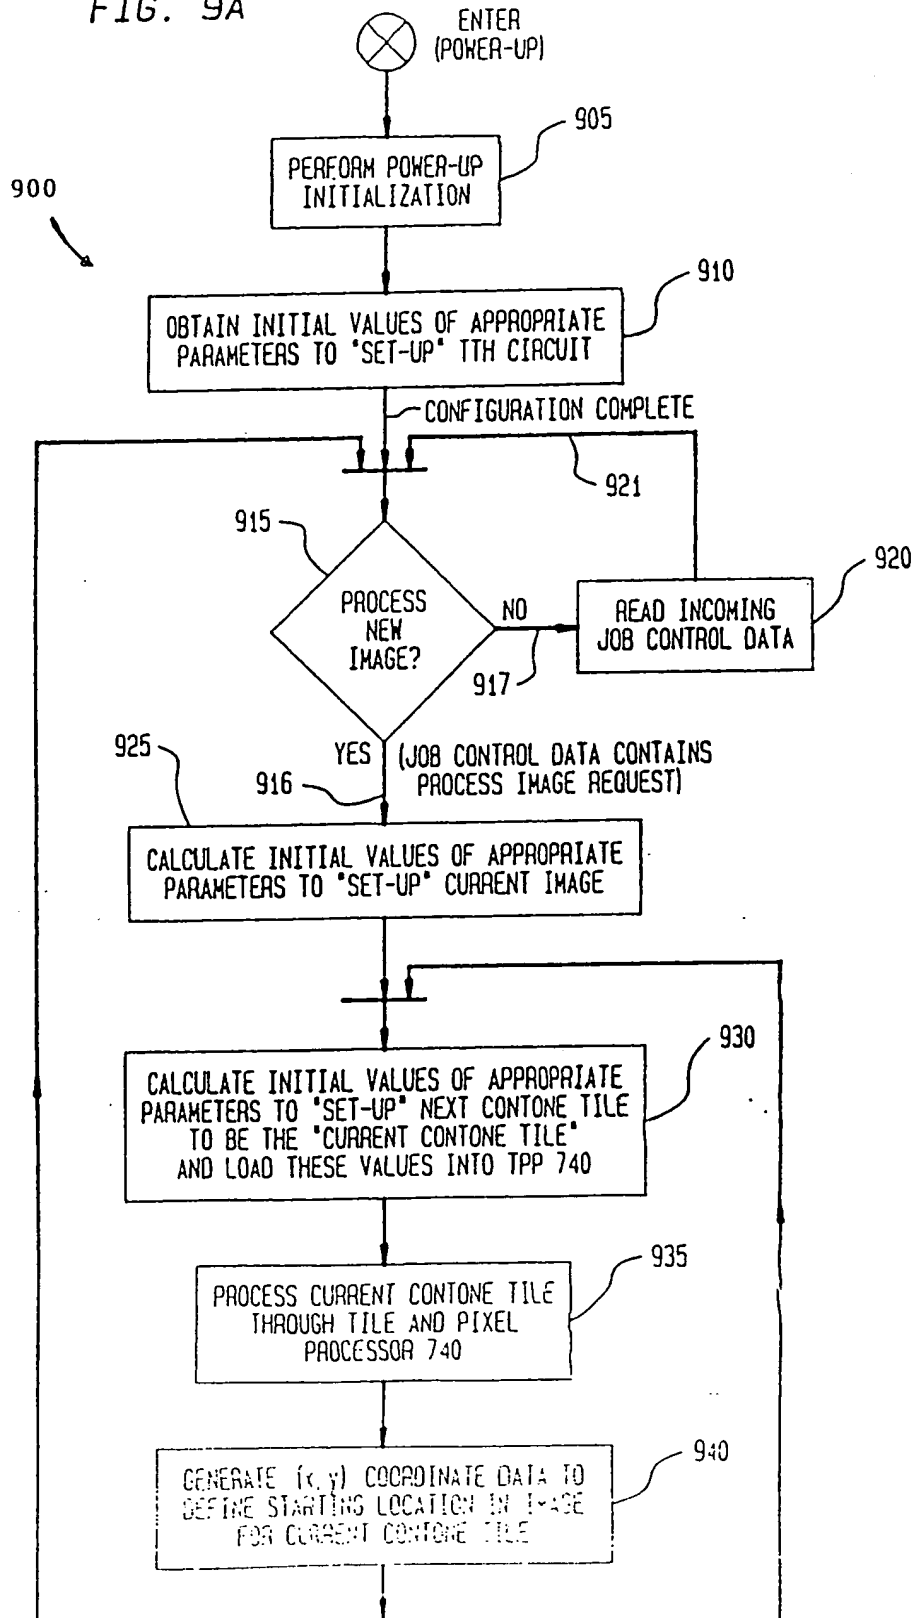 FIG. 9A
ENTER
(POWER-UP)
905
PERFORM POWER-UP
INITIALIZATION
900
910
OBTAIN INITIAL VALUES OF APPROPRIATE
PARAMETERS TO "SET-UP" TTH CIRCUIT
CONFIGURATION COMPLETE
921
915
920
PROCESS
NEW
IMAGE?
NO
READ INCOMING
JOB CONTROL DATA
917
925
YES
(JOB CONTROL DATA CONTAINS
PROCESS IMAGE REQUEST)
916
CALCULATE INITIAL VALUES OF APPROPRIATE
PARAMETERS TO "SET-UP" CURRENT IMAGE
930
CALCULATE INITIAL VALUES OF APPROPRIATE
PARAMETERS TO "SET-UP" NEXT CONTONE TILE
TO BE THE "CURRENT CONTONE TILE"
AND LOAD THESE VALUES INTO TPP 740
935
PROCESS CURRENT CONTONE TILE
THROUGH TILE AND PIXEL
PROCESSOR 740
940
GENERATE (x, y) COORDINATE DATA TO
DEFINE STARTING LOCATION IN IMAGE
FOR CURRENT CONTONE TILE